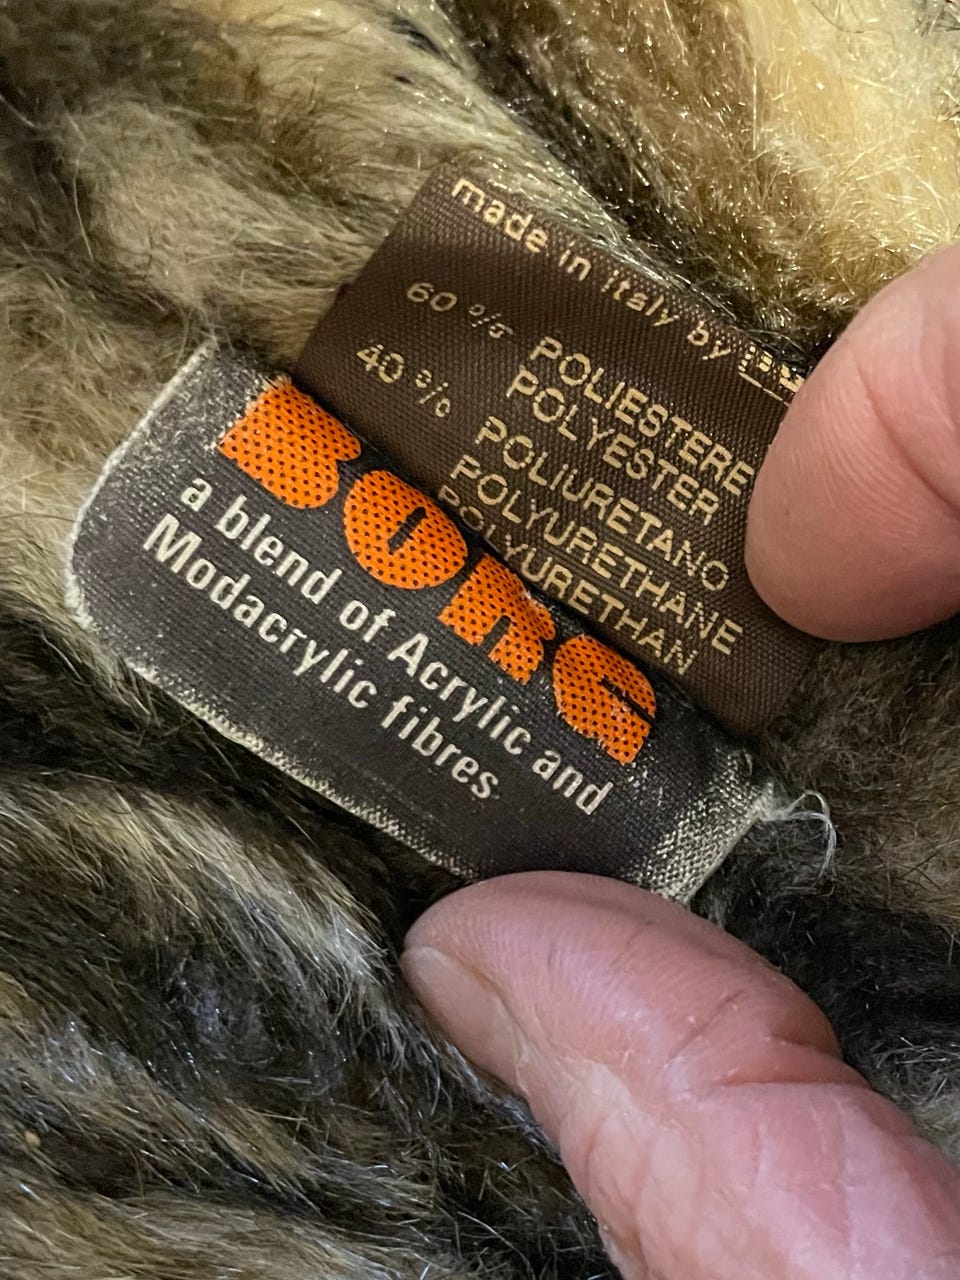 made in italy by
60 % POLIESTERE
POLYESTER
40 % POLIURETANO
POLYURETHANE
POLYURETHAN
BORG
a blend of Acrylic and
Modacrylic fibres